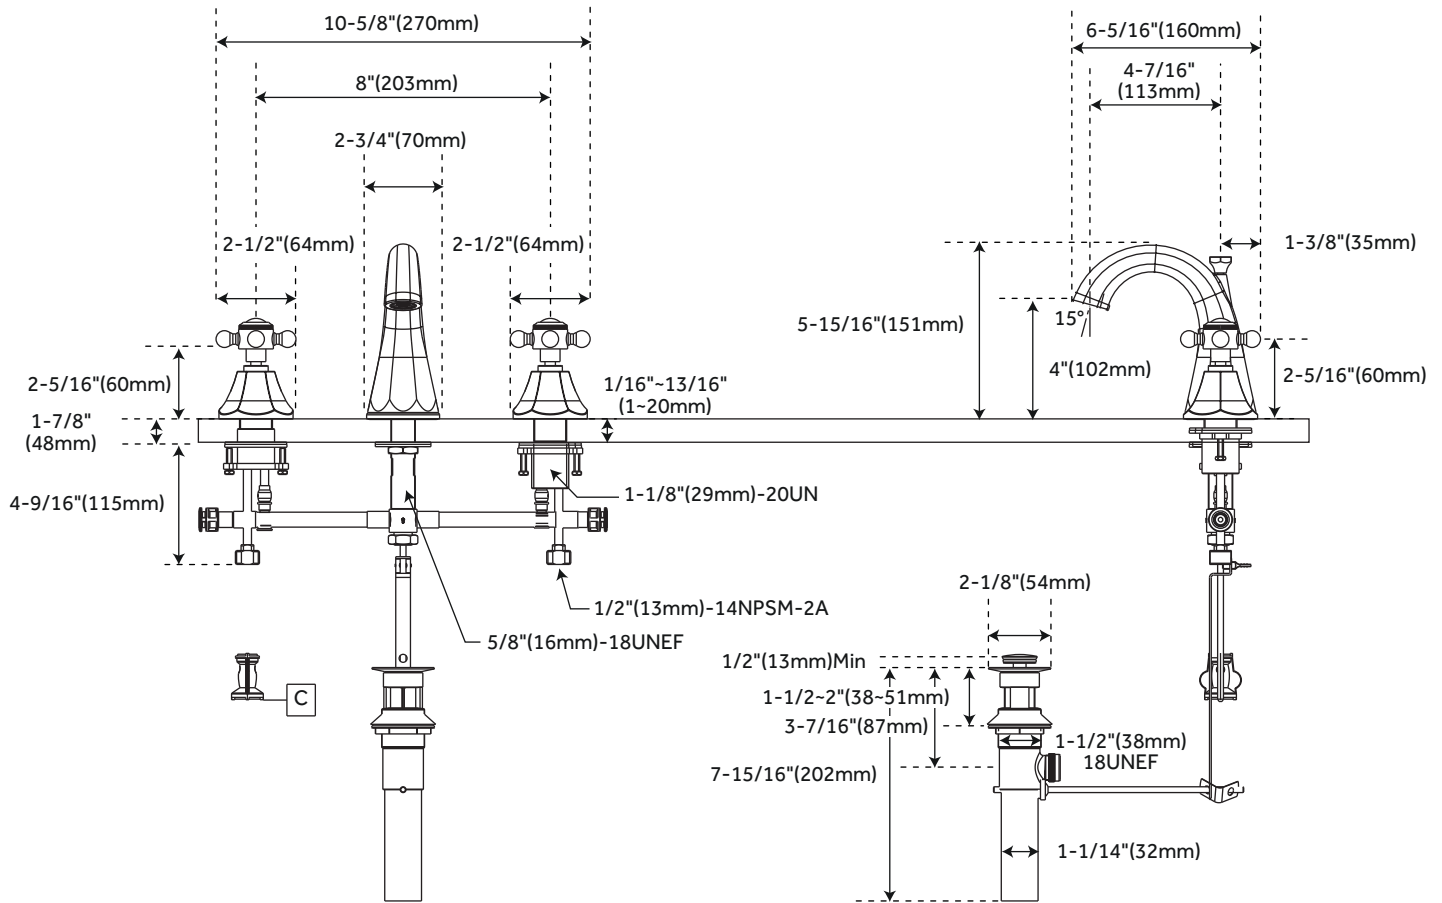 10-5/8"(270mm)
6-5/16"(160mm)
8"(203mm)
4-7/16"
(113mm)
2-3/4"(70mm)
2-1/2"(64mm)
2-1/2"(64mm)
1-3/8"(35mm)
5-15/16"(151mm)
15°
4"(102mm)
2-5/16"(60mm)
2-5/16"(60mm)
1/16"~13/16"
(1~20mm)
1-7/8"
(48mm)
4-9/16"(115mm)
1-1/8"(29mm)-20UN
1/2"(13mm)-14NPSM-2A
5/8"(16mm)-18UNEF
C
2-1/8"(54mm)
1/2"(13mm)Min
1-1/2~2"(38~51mm)
3-7/16"(87mm)
1-1/2"(38mm)
18UNEF
7-15/16"(202mm)
1-1/14"(32mm)